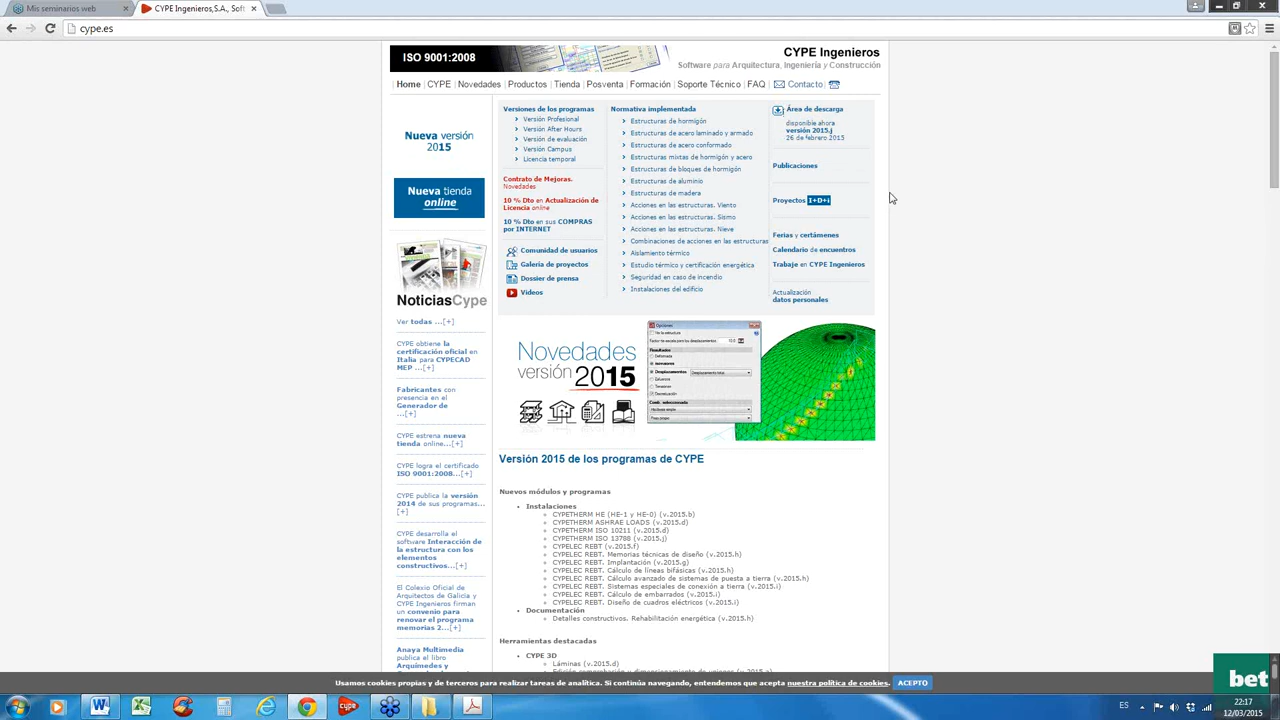 Mis seminarios web
CYPE Ingenieros,S.A., Soft
cype.es
ISO 9001:2008
CYPE Ingenieros
Software para Arquitectura, Ingeniería y Construcción
Home | CYPE | Novedades | Productos | Tienda | Posventa | Formación | Soporte Técnico | FAQ | Contacto
Nueva versión
2015
Nueva tienda
online
NoticiasCype
Ver todas ...[+]
CYPE obtiene la
certificación oficial en
Italia para CYPECAD
MEP ...[+]
Fabricantes con
presencia en el
Generador de
...[+]
CYPE estrena nueva
tienda online...[+]
CYPE logra el certificado
ISO 9001:2008...[+]
CYPE publica la versión
2014 de sus programas...
[+]
CYPE desarrolla el
software Interacción de
la estructura con los
elementos
constructivos...[+]
El Colexio Oficial de
Arquitectos de Galicia y
CYPE Ingenieros firman
un convenio para
renovar el programa
memorias 2...[+]
Anaya Multimedia
publica el libro
Arquímedes y
Versiones de los programas
Versión Profesional
Versión After Hours
Versión de evaluación
Versión Campus
Licencia temporal
Contrato de Mejoras.
Novedades
10 % Dto en Actualización de
Licencia online
10 % Dto en sus COMPRAS
por INTERNET
Comunidad de usuarios
Galería de proyectos
Dossier de prensa
Vídeos
Normativa implementada
Estructuras de hormigón
Estructuras de acero laminado y armado
Estructuras de acero conformado
Estructuras mixtas de hormigón y acero
Estructuras de bloques de hormigón
Estructuras de aluminio
Estructuras de madera
Acciones en las estructuras. Viento
Acciones en las estructuras. Sismo
Acciones en las estructuras. Nieve
Combinaciones de acciones en las estructuras
Aislamiento térmico
Estudio térmico y certificación energética
Seguridad en caso de incendio
Instalaciones del edificio
Área de descarga
disponible ahora
versión 2015.j
26 de febrero 2015
Publicaciones
Proyectos I+D+i
Ferias y certámenes
Calendario de encuentros
Trabaje en CYPE Ingenieros
Actualización
datos personales
Novedades
versión 2015
Opciones
Resultados
Versión 2015 de los programas de CYPE
Nuevos módulos y programas
Instalaciones
CYPETHERM HE (HE-1 y HE-0) (v.2015.b)
CYPETHERM ASHRAE LOADS (v.2015.d)
CYPETHERM ISO 10211 (v.2015.d)
CYPETHERM ISO 13788 (v.2015.j)
CYPELEC REBT (v.2015.f)
CYPELEC REBT. Memorias técnicas de diseño (v.2015.h)
CYPELEC REBT. Implantación (v.2015.g)
CYPELEC REBT. Cálculo de líneas bifásicas (v.2015.h)
CYPELEC REBT. Cálculo avanzado de sistemas de puesta a tierra (v.2015.h)
CYPELEC REBT. Sistemas especiales de conexión a tierra (v.2015.i)
CYPELEC REBT. Cálculo de embarrados (v.2015.i)
CYPELEC REBT. Diseño de cuadros eléctricos (v.2015.i)
Documentación
Detalles constructivos. Rehabilitación energética (v.2015.h)
Herramientas destacadas
CYPE 3D
Láminas (v.2015.d)
Usamos cookies propias y de terceros para realizar tareas de analítica. Si continúa navegando, entendemos que acepta nuestra política de cookies. ACEPTO
bet
cype
ES
22:17
12/03/2015